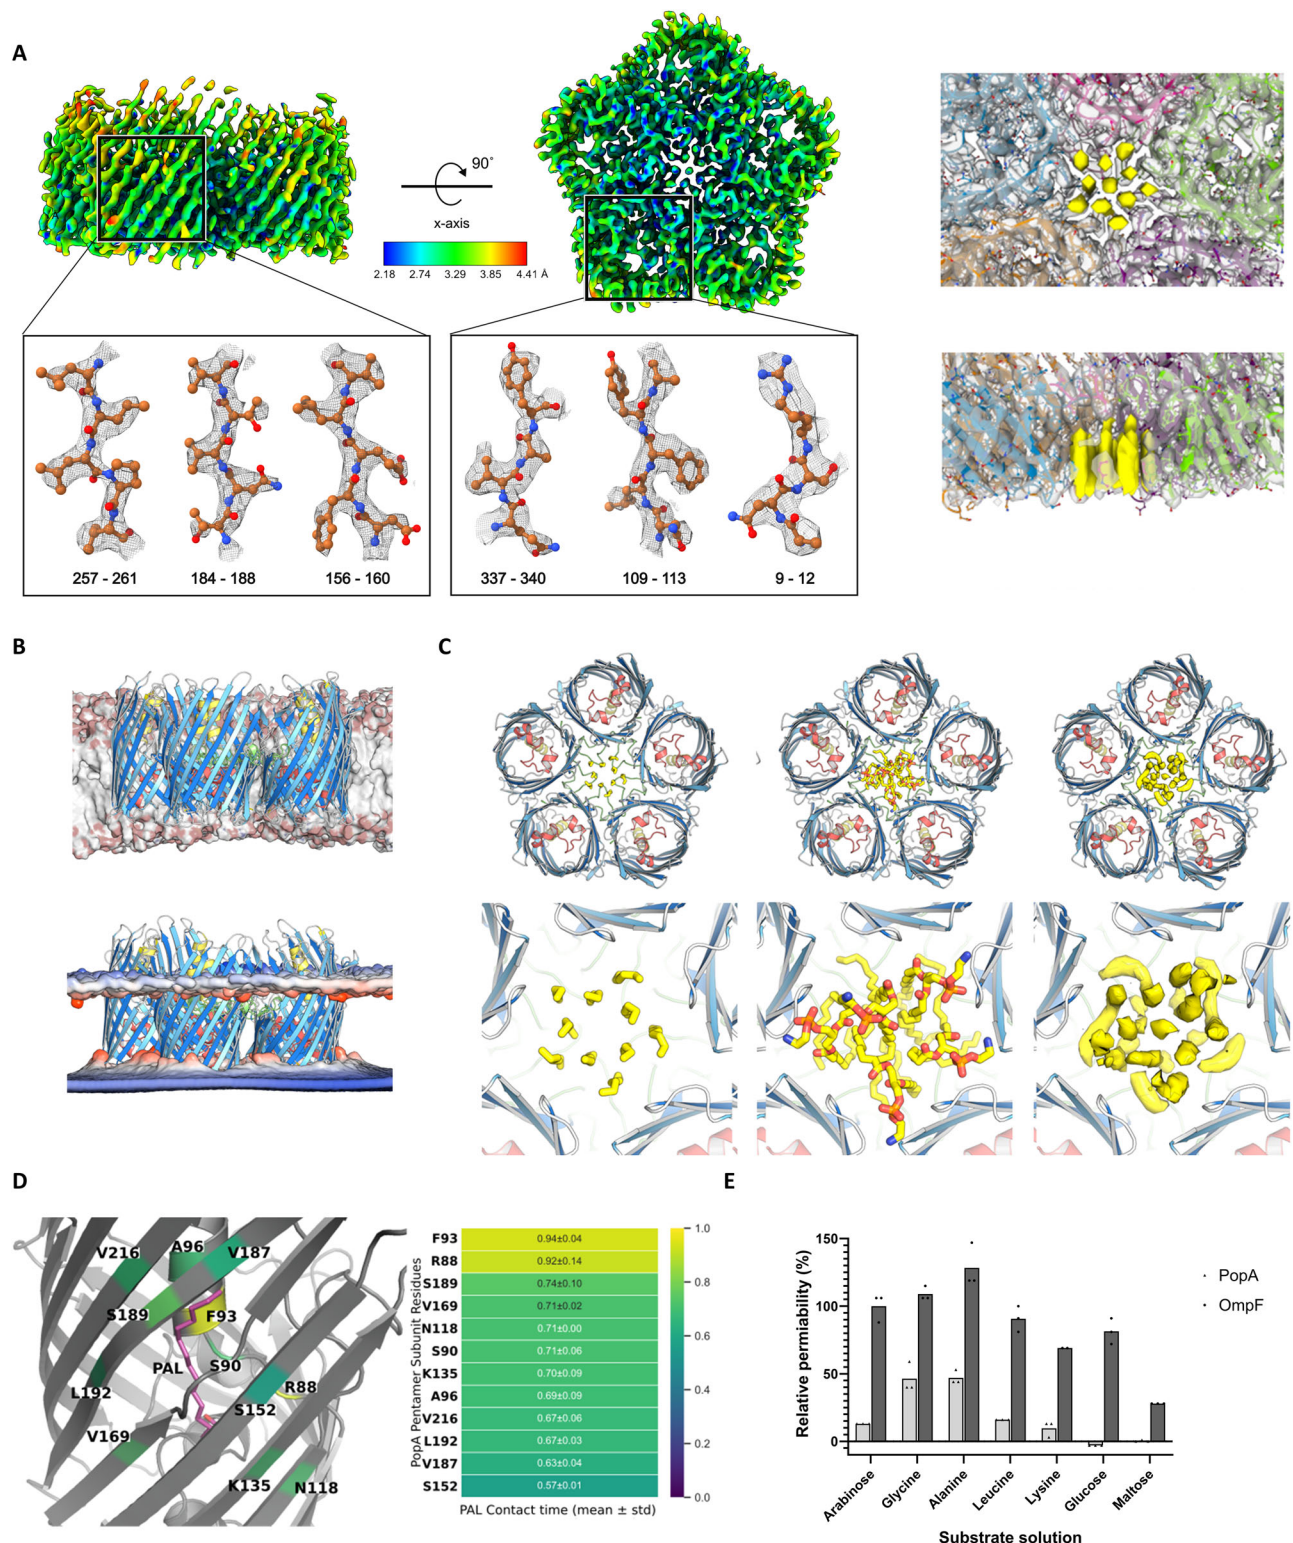 A
90°
x-axis
2.18 2.74 3.29 3.85 4.41 Å
257 - 261 184 - 188 156 - 160
337 - 340 109 - 113 9 - 12
B
C
D
V216
A96
V187
S189
F93
PAL
S90
L192
R88
S152
V169
K135
N118
PopA Pentamer Subunit Residues
F93 0.94±0.04
R88 0.92±0.14
S189 0.74±0.10
V169 0.71±0.02
N118 0.71±0.00
S90 0.71±0.06
K135 0.70±0.09
A96 0.69±0.09
V216 0.67±0.06
L192 0.67±0.03
V187 0.63±0.04
S152 0.57±0.01
PAL Contact time (mean ± std)
1.0
0.8
0.6
0.4
0.2
0.0
E
Relative permiability (%)
150
100
50
0
PopA
OmpF
Arabinose
Glycine
Alanine
Leucine
Lysine
Glucose
Maltose
Substrate solution